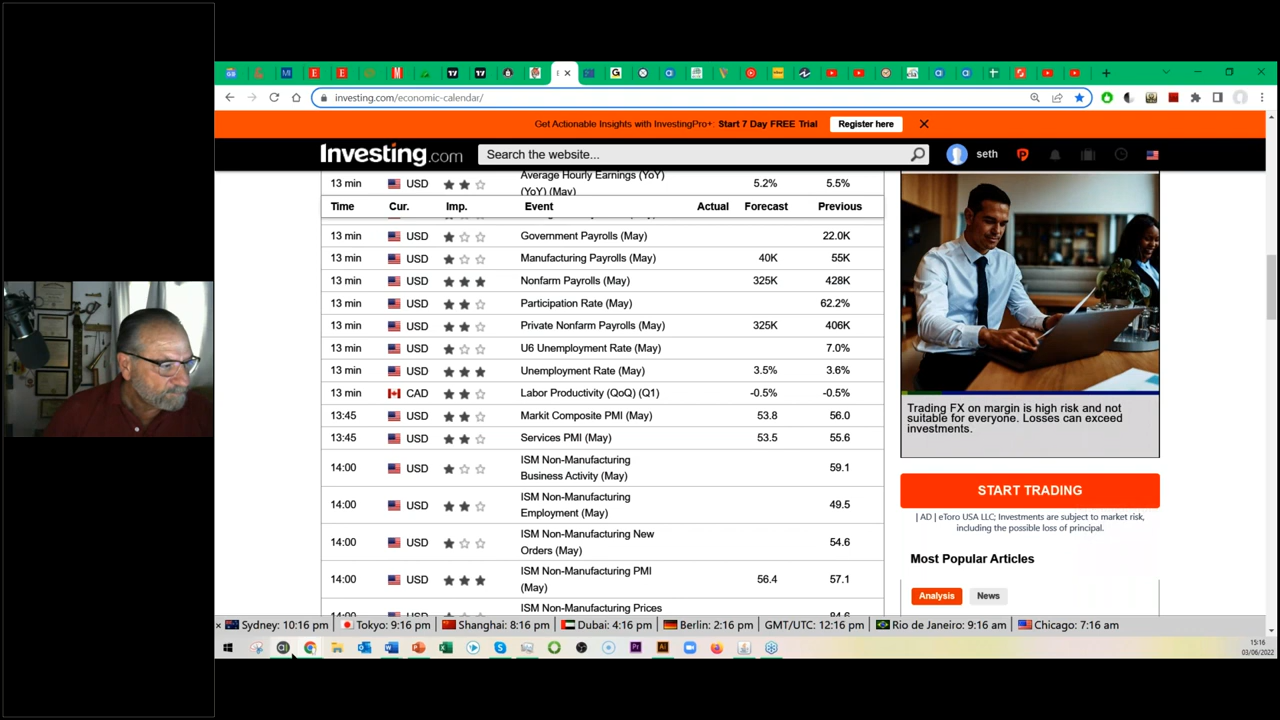 investing.com/economic-calendar/
Get Actionable Insights with InvestingPro+ Start 7 Day FREE Trial Register here
Investing.com Search the website... seth
Average Hourly Earnings (YoY)
13 min USD (YoY) (May) 5.2% 5.5%
Time Cur. Imp. Event Actual Forecast Previous
13 min USD Government Payrolls (May) 22.0K
13 min USD Manufacturing Payrolls (May) 40K 55K
13 min USD Nonfarm Payrolls (May) 325K 428K
13 min USD Participation Rate (May) 62.2%
13 min USD Private Nonfarm Payrolls (May) 325K 406K
13 min USD U6 Unemployment Rate (May) 7.0%
13 min USD Unemployment Rate (May) 3.5% 3.6%
13 min CAD Labor Productivity (QoQ) (Q1) -0.5% -0.5%
13:45 USD Markit Composite PMI (May) 53.8 56.0
13:45 USD Services PMI (May) 53.5 55.6
ISM Non-Manufacturing
14:00 USD Business Activity (May) 59.1
ISM Non-Manufacturing
14:00 USD Employment (May) 49.5
ISM Non-Manufacturing New
14:00 USD Orders (May) 54.6
ISM Non-Manufacturing PMI
14:00 USD (May) 56.4 57.1
ISM Non-Manufacturing Prices
14:00 USD 84.6
Trading FX on margin is high risk and not
suitable for everyone. Losses can exceed
investments.
START TRADING
| AD | eToro USA LLC; Investments are subject to market risk,
including the possible loss of principal.
Most Popular Articles
Analysis News
Sydney: 10:16 pm Tokyo: 9:16 pm Shanghai: 8:16 pm Dubai: 4:16 pm Berlin: 2:16 pm GMT/UTC: 12:16 pm Rio de Janeiro: 9:16 am Chicago: 7:16 am
15:16
03/06/2022